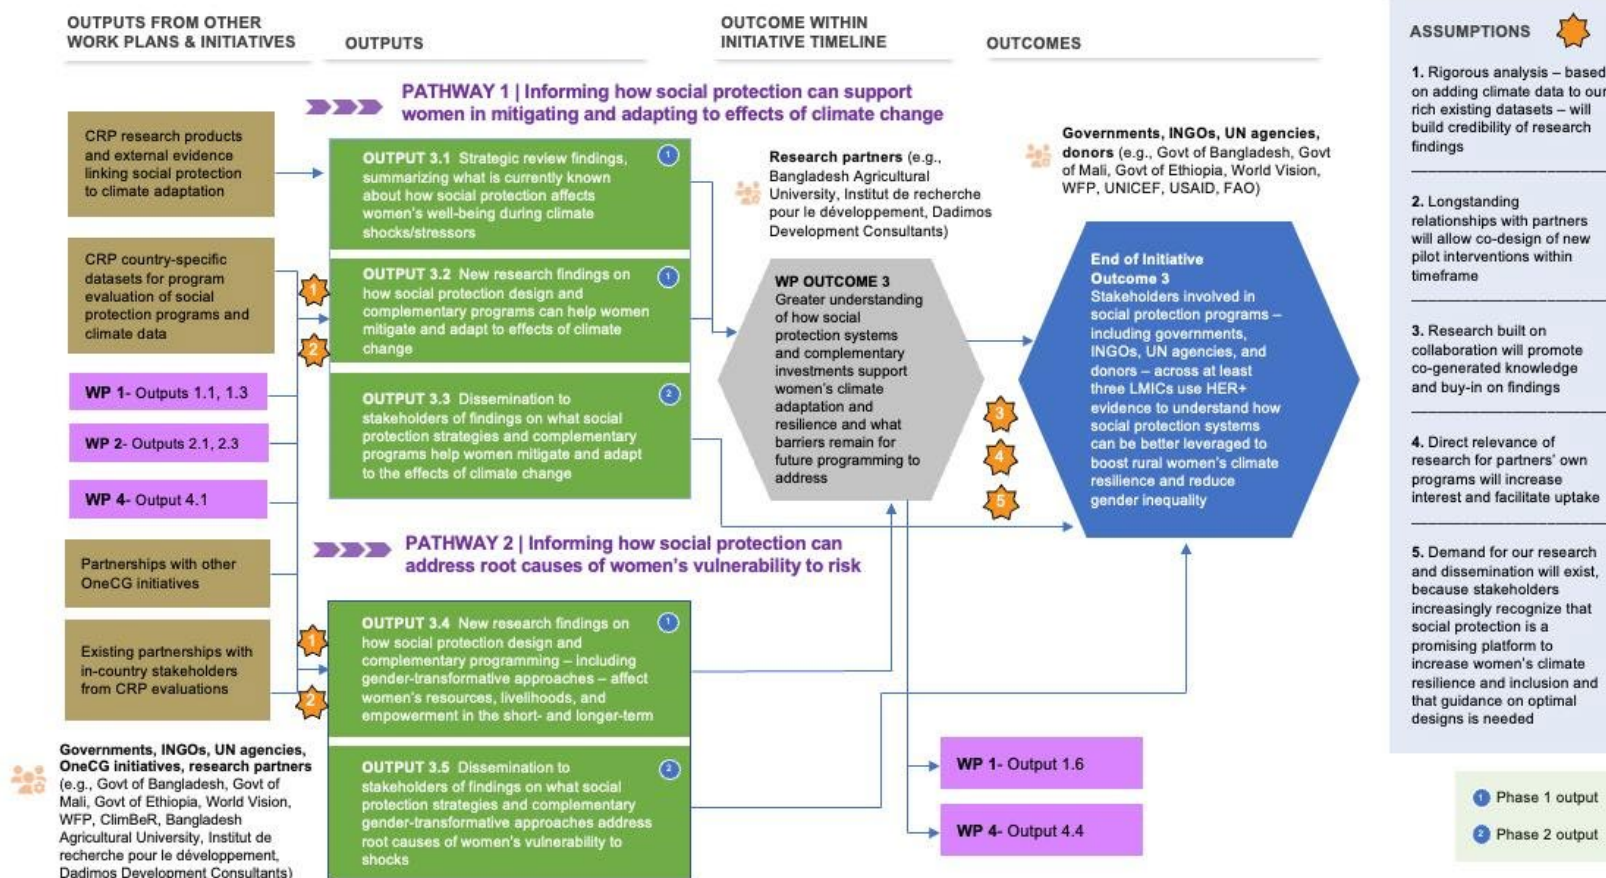 OUTPUTS FROM OTHER
WORK PLANS & INITIATIVES
OUTPUTS
OUTCOME WITHIN
INITIATIVE TIMELINE
OUTCOMES
PATHWAY 1 | Informing how social protection can support
women in mitigating and adapting to effects of climate change
CRP research products
and external evidence
linking social protection
to climate adaptation
CRP country-specific
datasets for program
evaluation of social
protection programs and
climate data
WP 1- Outputs 1.1, 1.3
WP 2- Outputs 2.1, 2.3
WP 4- Output 4.1
Partnerships with other
OneCG initiatives
Existing partnerships with
in-country stakeholders
from CRP evaluations
Governments, INGOs, UN agencies,
OneCG initiatives, research partners
(e.g., Govt of Bangladesh, Govt of
Mali, Govt of Ethiopia, World Vision,
WFP, ClimBeR, Bangladesh
Agricultural University, Institut de
recherche pour le développement,
Dadimos Development Consultants)
OUTPUT 3.1 Strategic review findings,
summarizing what is currently known
about how social protection affects
women's well-being during climate
shocks/stressors
1
1
2
OUTPUT 3.2 New research findings on
how social protection design and
complementary programs can help women
mitigate and adapt to effects of climate
change
1
OUTPUT 3.3 Dissemination to
stakeholders of findings on what social
protection strategies and complementary
programs help women mitigate and adapt
to the effects of climate change
2
PATHWAY 2 | Informing how social protection can
address root causes of women's vulnerability to risk
1
2
OUTPUT 3.4 New research findings on
how social protection design and
complementary programming – including
gender-transformative approaches – affect
women's resources, livelihoods, and
empowerment in the short- and longer-term
1
OUTPUT 3.5 Dissemination to
stakeholders of findings on what social
protection strategies and complementary
gender-transformative approaches address
root causes of women's vulnerability to
shocks
2
Research partners (e.g.,
Bangladesh Agricultural
University, Institut de recherche
pour le développement, Dadimos
Development Consultants)
WP OUTCOME 3
Greater understanding
of how social
protection systems
and complementary
investments support
women's climate
adaptation and
resilience and what
barriers remain for
future programming to
address
WP 1- Output 1.6
WP 4- Output 4.4
Governments, INGOs, UN agencies,
donors (e.g., Govt of Bangladesh, Govt
of Mali, Govt of Ethiopia, World Vision,
WFP, UNICEF, USAID, FAO)
3
4
5
End of Initiative
Outcome 3
Stakeholders involved in
social protection programs –
including governments,
INGOs, UN agencies, and
donors – across at least
three LMICs use HER+
evidence to understand how
social protection systems
can be better leveraged to
boost rural women's climate
resilience and reduce
gender inequality
ASSUMPTIONS
1. Rigorous analysis – based
on adding climate data to our
rich existing datasets – will
build credibility of research
findings
2. Longstanding
relationships with partners
will allow co-design of new
pilot interventions within
timeframe
3. Research built on
collaboration will promote
co-generated knowledge
and buy-in on findings
4. Direct relevance of
research for partners' own
programs will increase
interest and facilitate uptake
5. Demand for our research
and dissemination will exist,
because stakeholders
increasingly recognize that
social protection is a
promising platform to
increase women's climate
resilience and inclusion and
that guidance on optimal
designs is needed
1 Phase 1 output
2 Phase 2 output